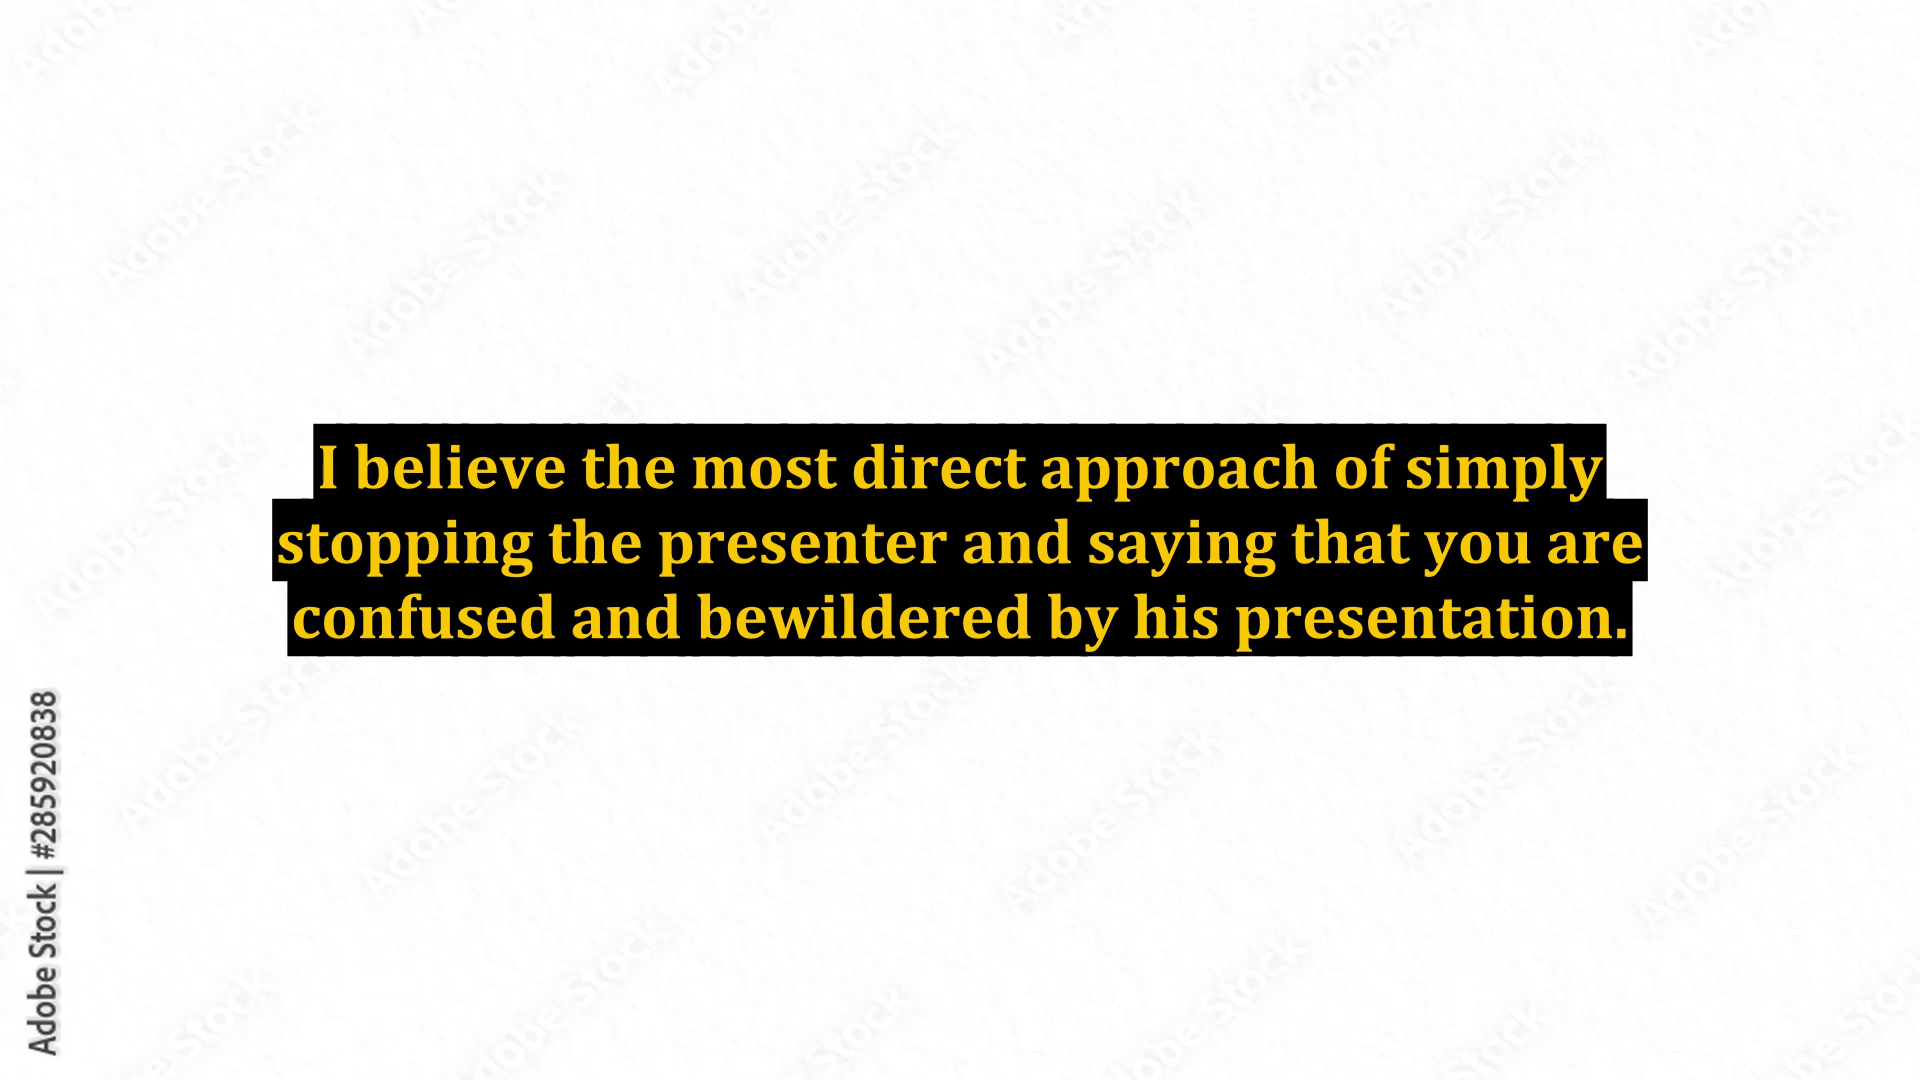 I believe the most direct approach of simply
stopping the presenter and saying that you are
confused and bewildered by his presentation.
Adobe Stock | #285920838